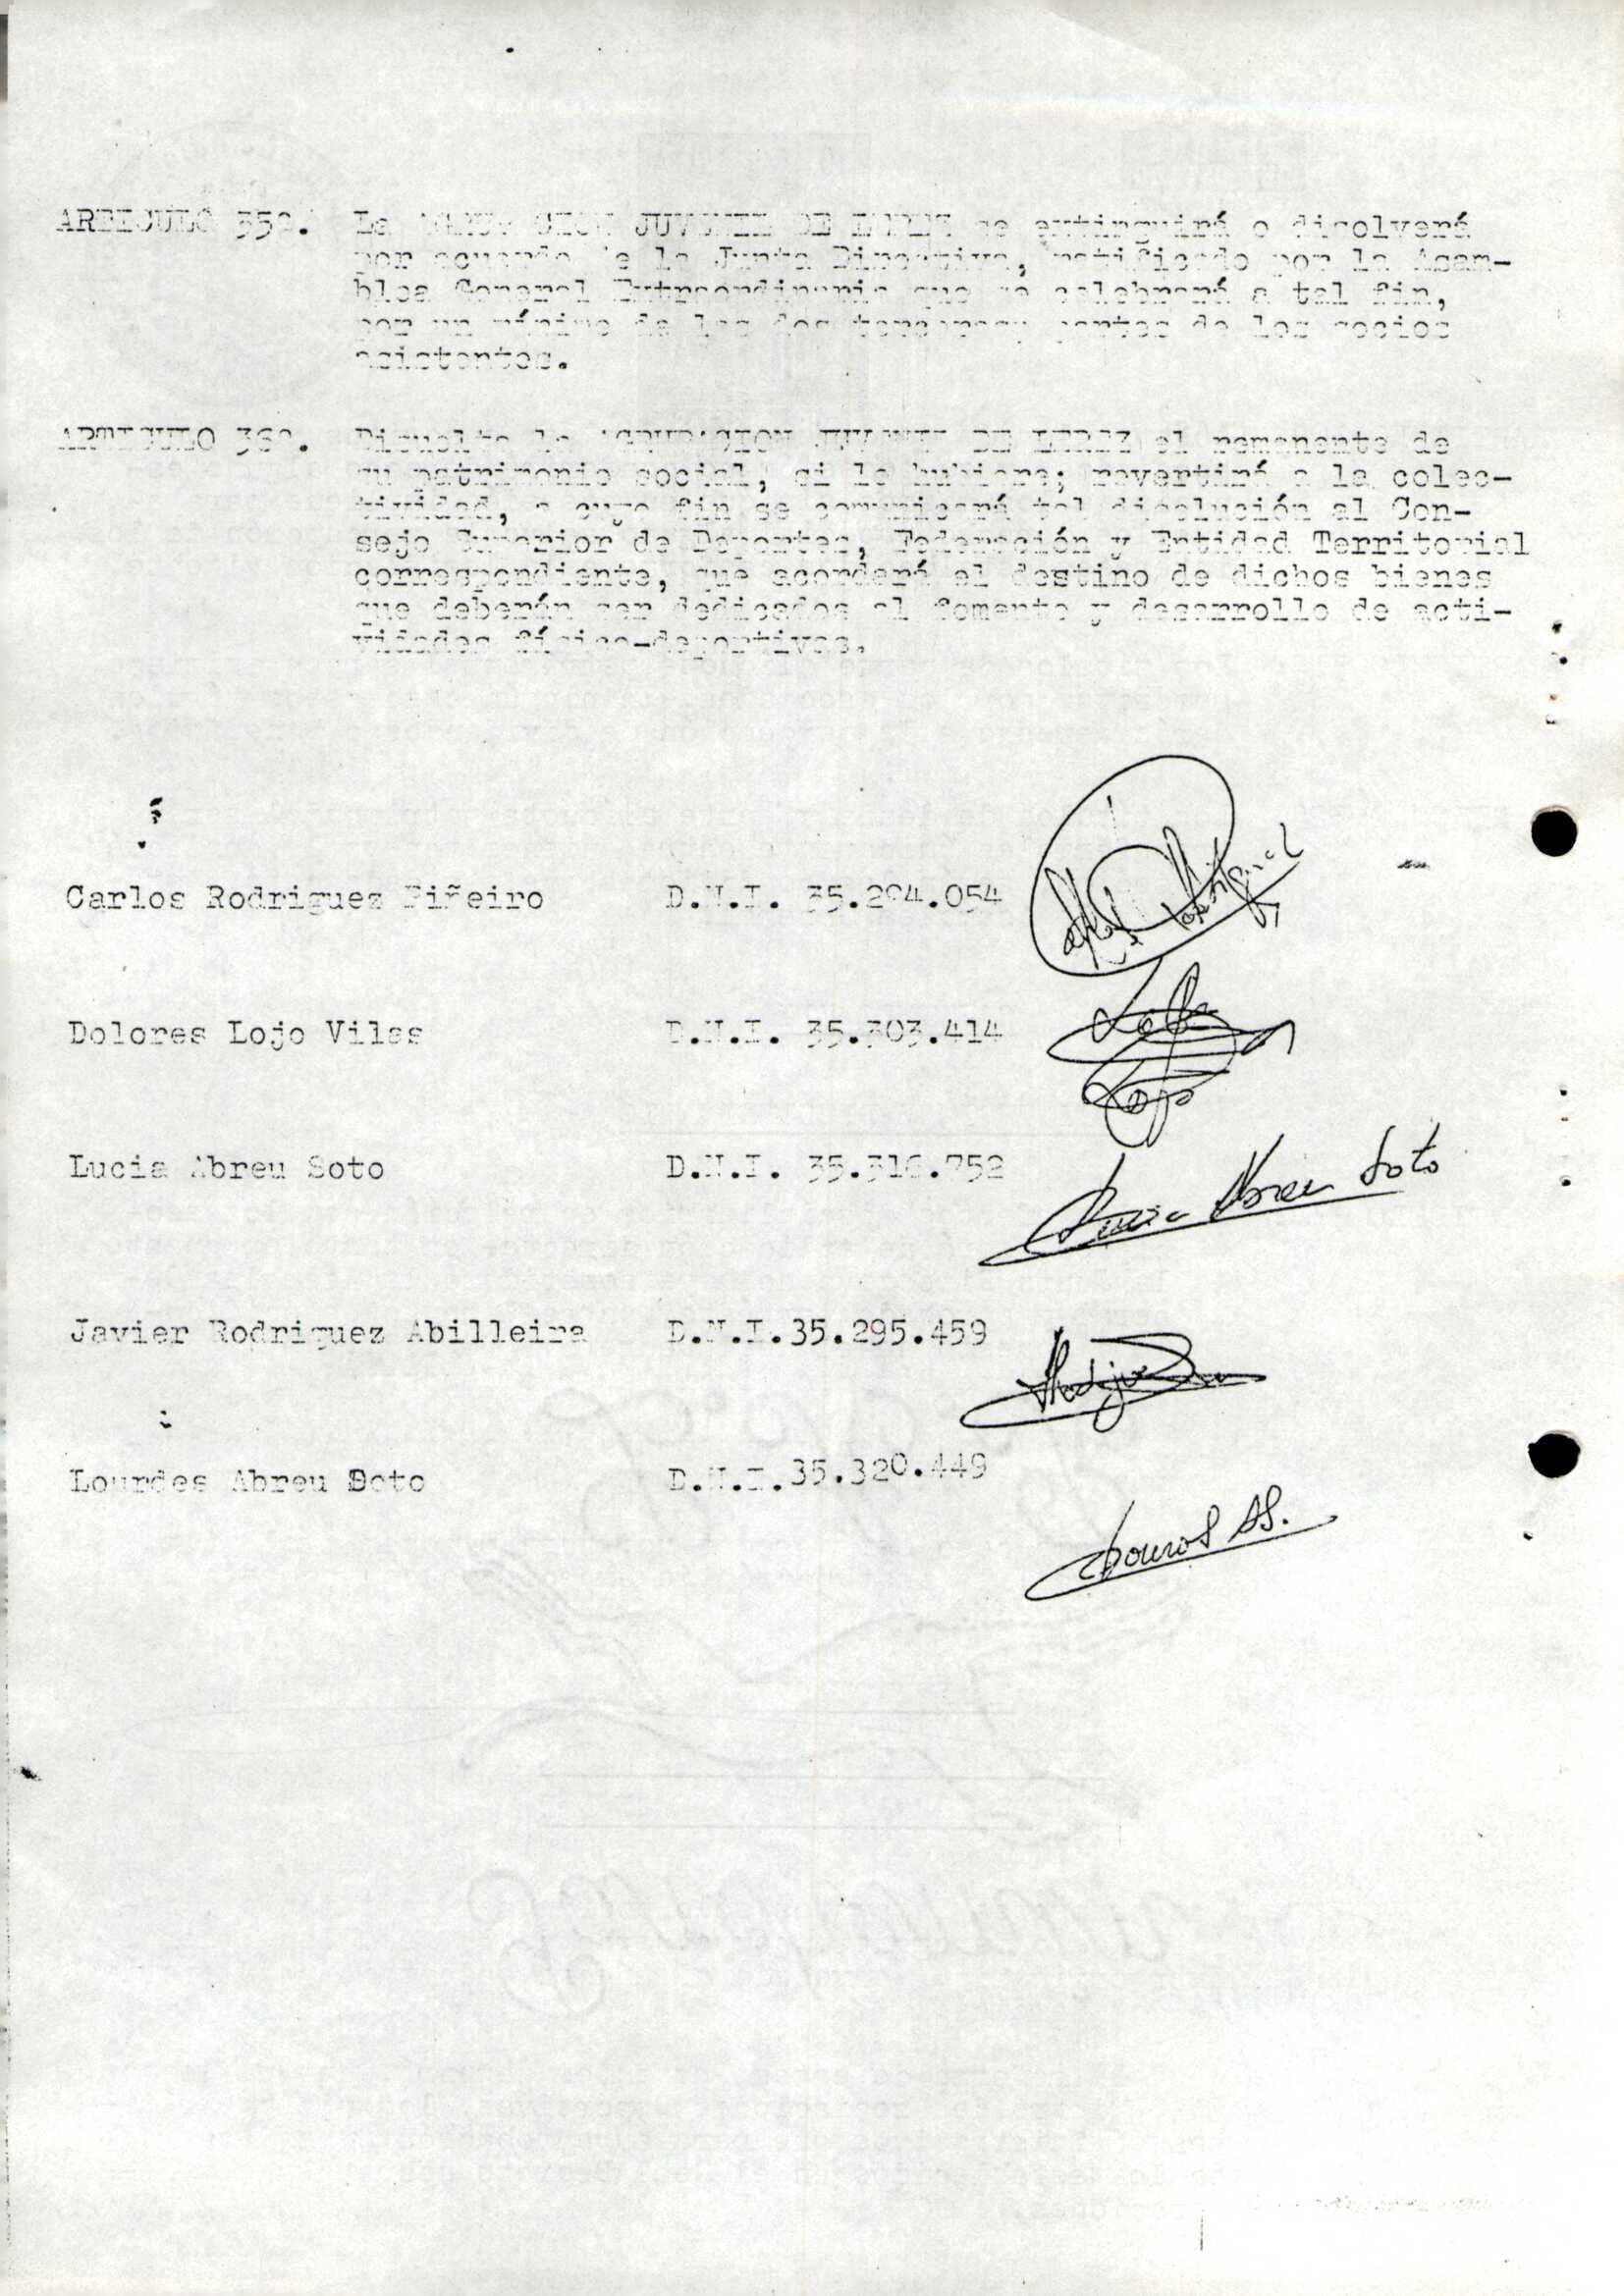 ARTICULO 35º. La AGRUPACION JUVENIL DE LEREZ se extinguirá o disolverá
por acuerdo de la Junta Directiva, ratificado por la Asam-
blea General Extraordinaria que se celebrará a tal fin,
por un mínimo de las dos terceras partes de los socios
asistentes.
ARTICULO 36º. Disuelta la AGRUPACION JUVENIL DE LEREZ el remanente de
su patrimonio social, si lo hubiera; revertirá a la colec-
tividad, a cuyo fin se comunicará tal disolución al Con-
sejo Superior de Deportes, Federación y Entidad Territorial
correspondiente, que acordará el destino de dichos bienes
que deberán ser dedicados al fomento y desarrollo de acti-
vidades físico-deportivas.
Carlos Rodriguez Piñeiro D.N.I. 35.294.054
Dolores Lojo Vilas D.N.I. 35.303.414
Lola
Lojo
Lucia Abreu Soto D.N.I. 35.316.752
Lucia Abreu Soto
Javier Rodriguez Abilleira D.N.I. 35.295.459
Lourdes Abreu Soto D.N.I. 35.320.449